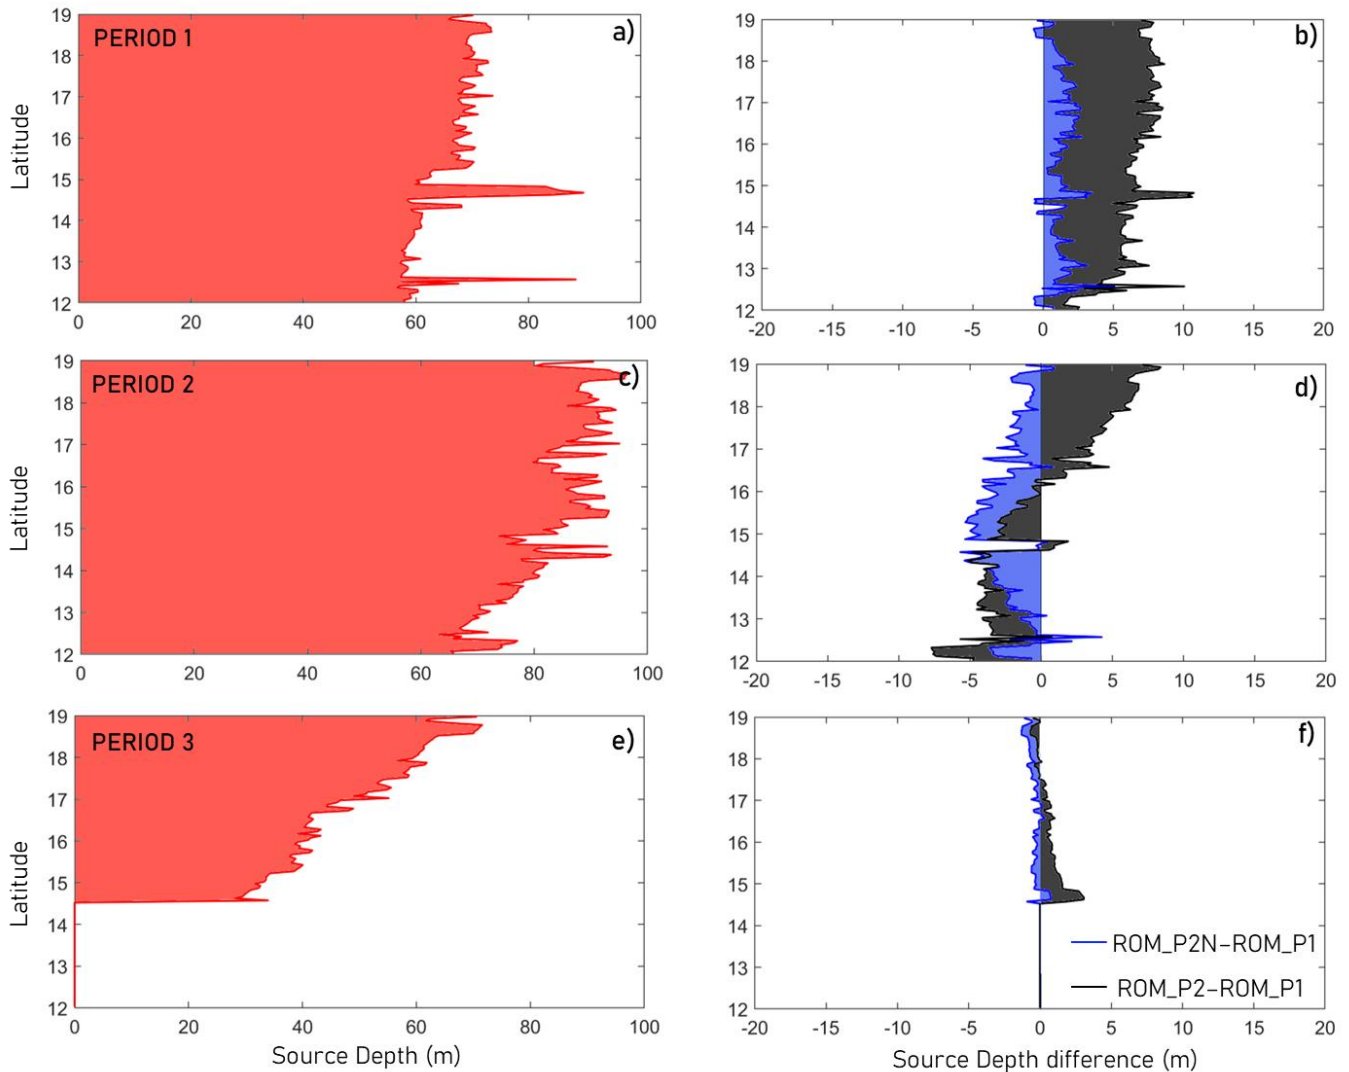 PERIOD 1
a)
Latitude
19
18
17
16
15
14
13
12
0 20 40 60 80 100
b)
19
18
17
16
15
14
13
12
-20 -15 -10 -5 0 5 10 15 20
PERIOD 2
c)
Latitude
19
18
17
16
15
14
13
12
0 20 40 60 80 100
d)
19
18
17
16
15
14
13
12
-20 -15 -10 -5 0 5 10 15 20
PERIOD 3
e)
Latitude
19
18
17
16
15
14
13
12
0 20 40 60 80 100
Source Depth (m)
f)
19
18
17
16
15
14
13
12
ROM_P2N–ROM_P1
ROM_P2–ROM_P1
-20 -15 -10 -5 0 5 10 15 20
Source Depth difference (m)